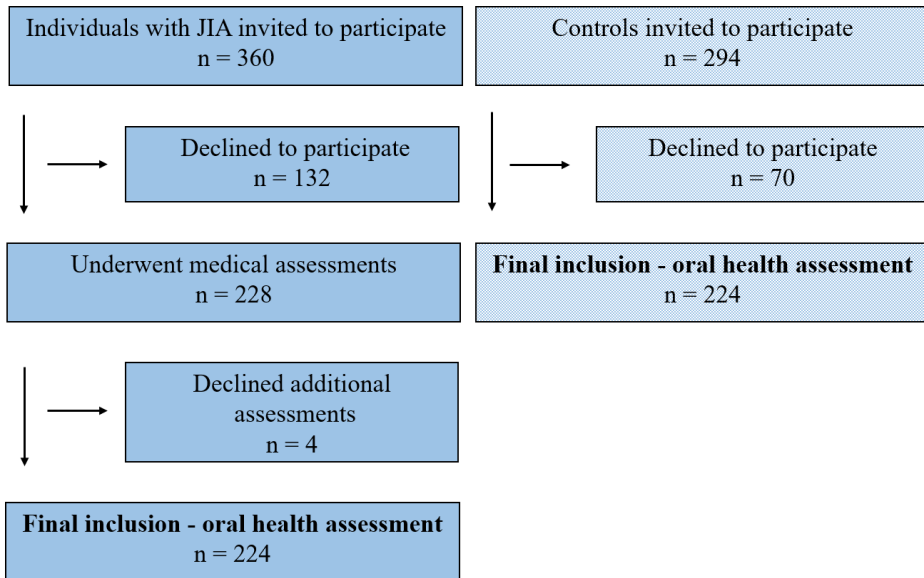 Individuals with JIA invited to participate
n = 360
Controls invited to participate
n = 294
Declined to participate
n = 132
Declined to participate
n = 70
Underwent medical assessments
n = 228
Final inclusion - oral health assessment
n = 224
Declined additional
assessments
n = 4
Final inclusion - oral health assessment
n = 224